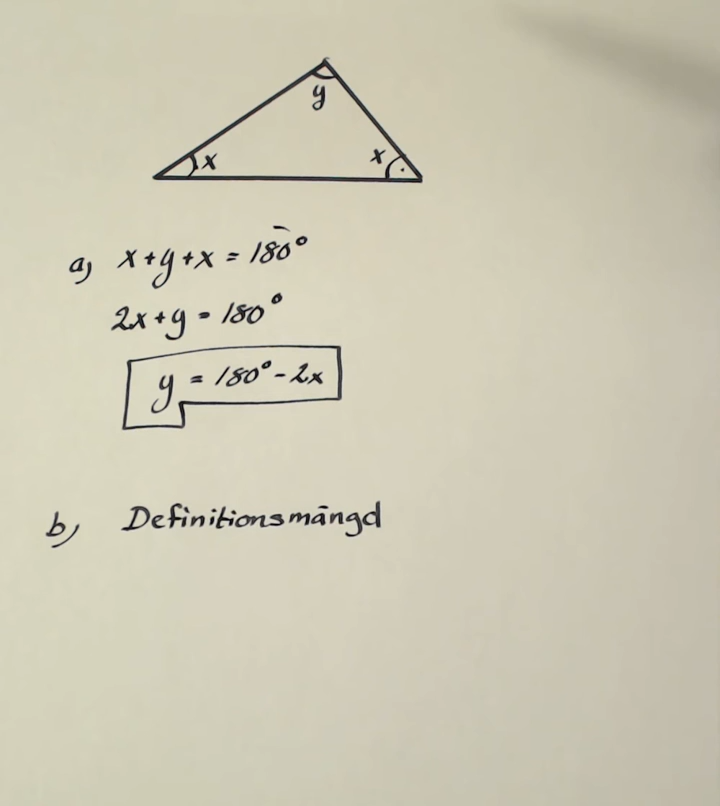 y
x
x
a) x+y+x = 180°
2x+y = 180°
y = 180° - 2x
b) Definitionsmängd